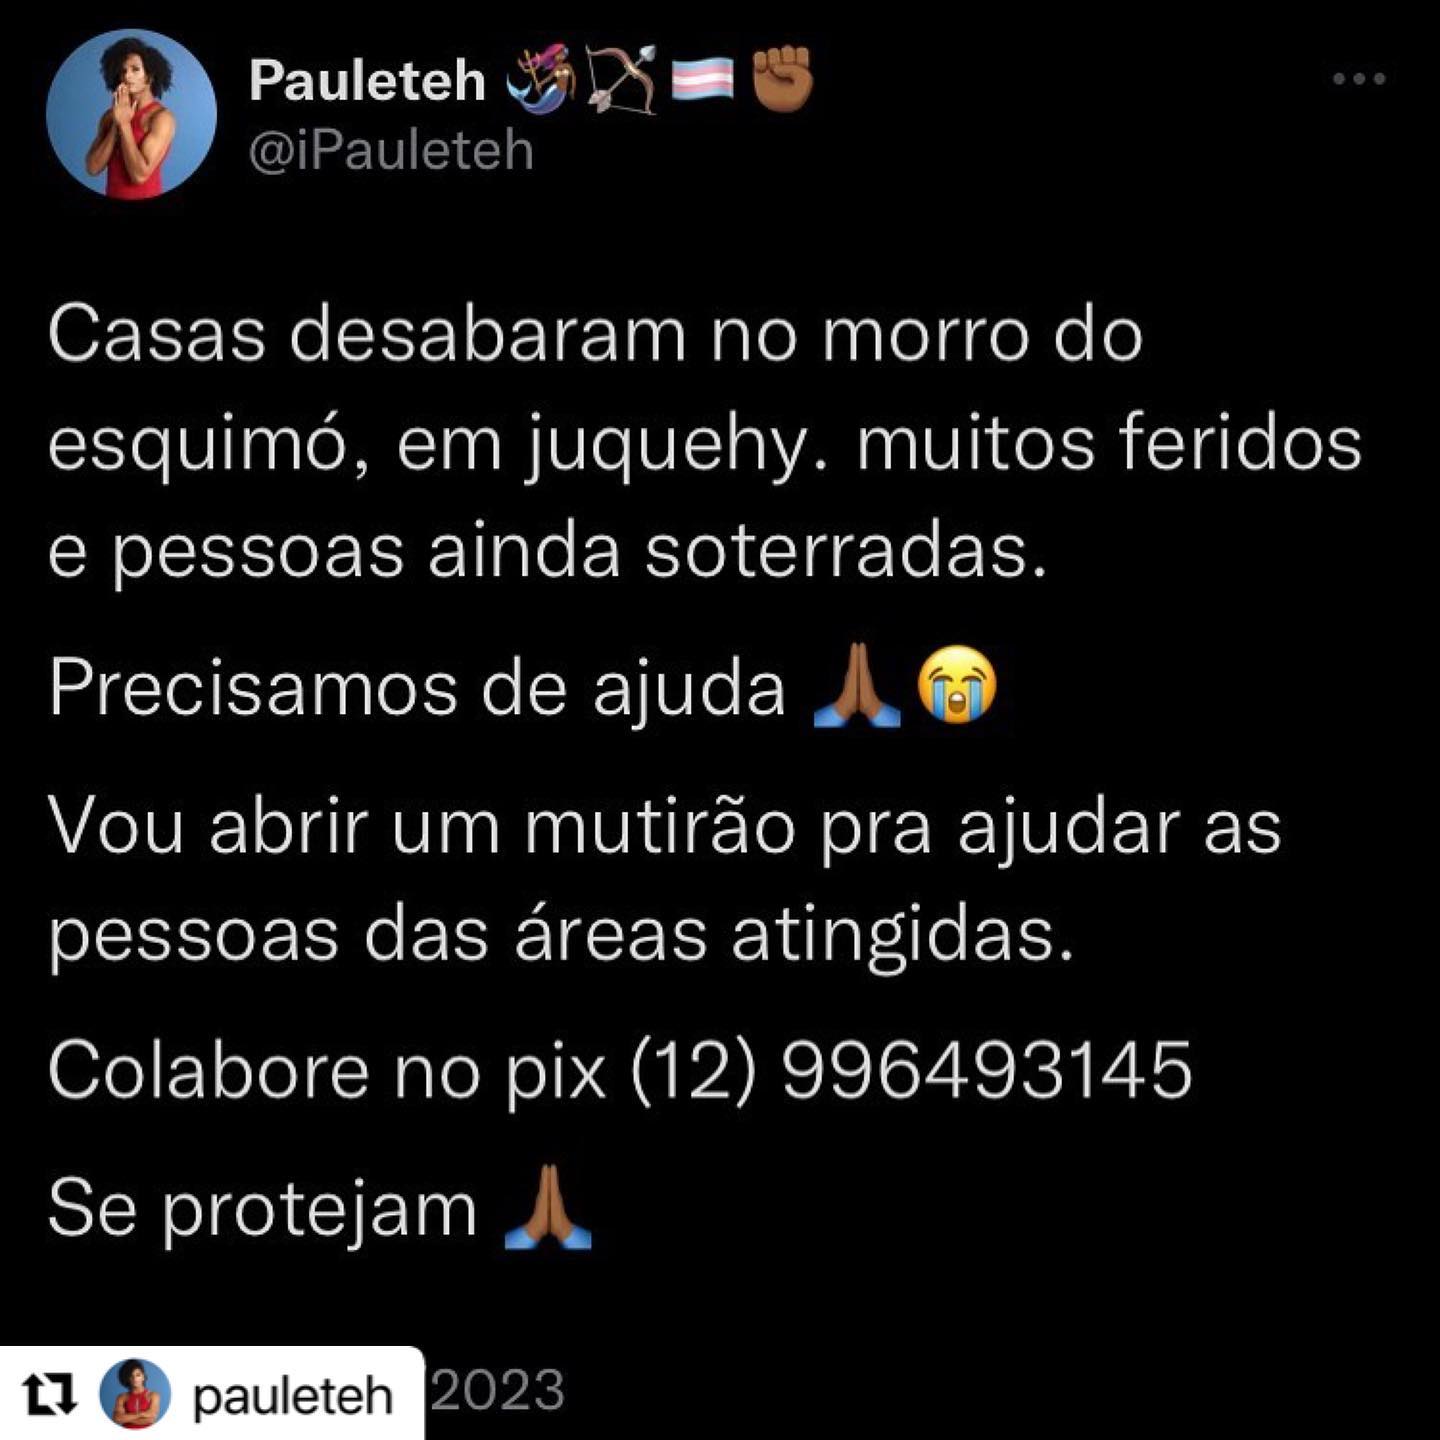 Pauleteh 🧜🏾‍♀️🏹🏳️‍⚧️✊🏾
@iPauleteh
Casas desabaram no morro do
esquimó, em juquehy. muitos feridos
e pessoas ainda soterradas.
Precisamos de ajuda 🙏🏾😭
Vou abrir um mutirão pra ajudar as
pessoas das áreas atingidas.
Colabore no pix (12) 996493145
Se protejam 🙏🏾
pauleteh
2023